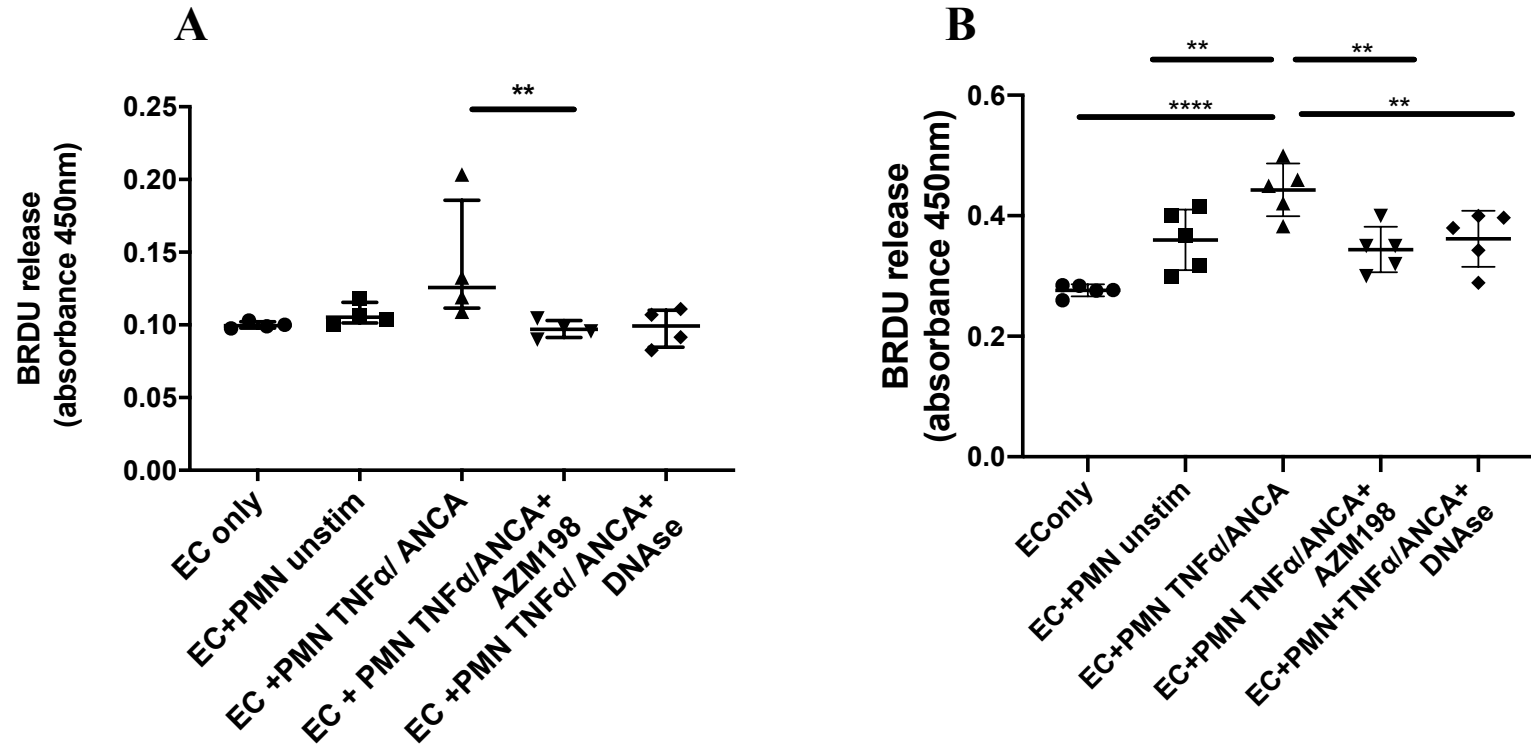 A
BRDU release
(absorbance 450nm)
**
0.25
0.20
0.15
0.10
0.05
0.00
EC only
EC+PMN unstim
EC +PMN TNFα/ ANCA
EC + PMN TNFα/ANCA+
AZM198
EC +PMN TNFα/ ANCA+
DNAse
B
BRDU release
(absorbance 450nm)
**
**
****
**
0.6
0.4
0.2
0.0
EConly
EC+PMN unstim
EC+PMN TNFα/ANCA
EC+PMN TNFα/ANCA+
AZM198
EC+PMN+TNFα/ANCA+
DNAse